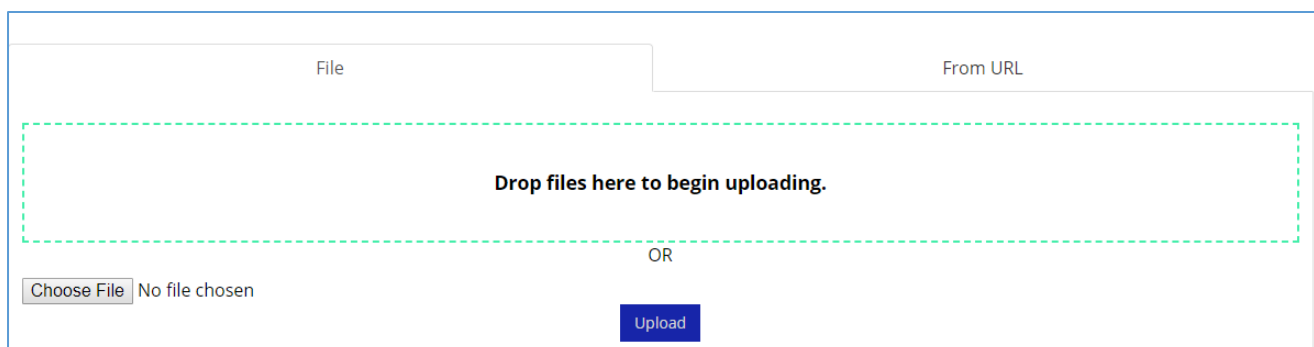 File
From URL
Drop files here to begin uploading.
OR
Choose File No file chosen
Upload